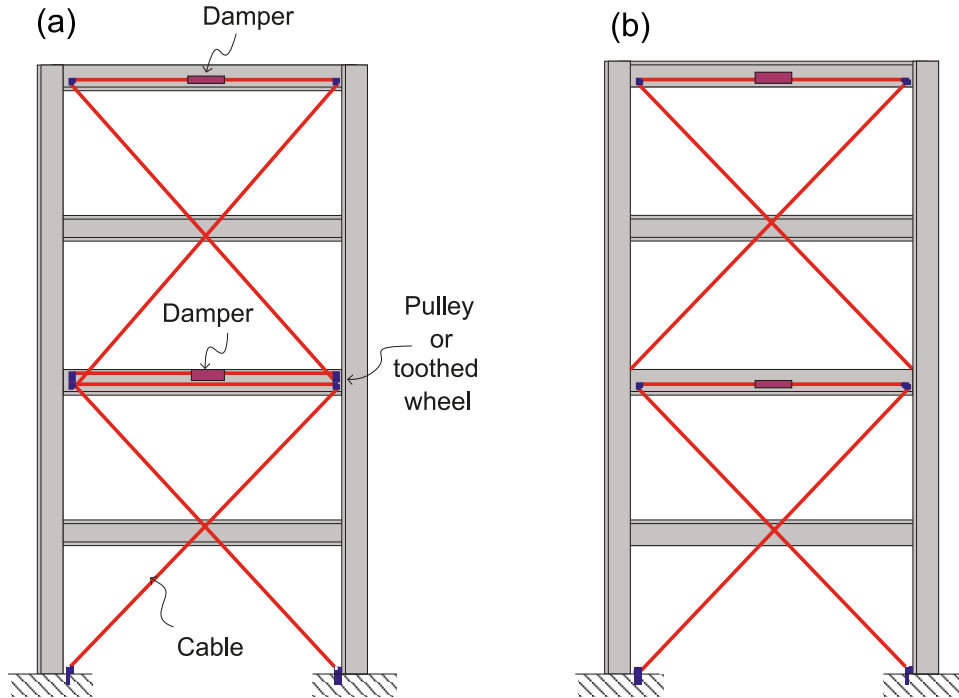 (a)
Damper
(b)
Damper
Pulley
or
toothed
wheel
Cable